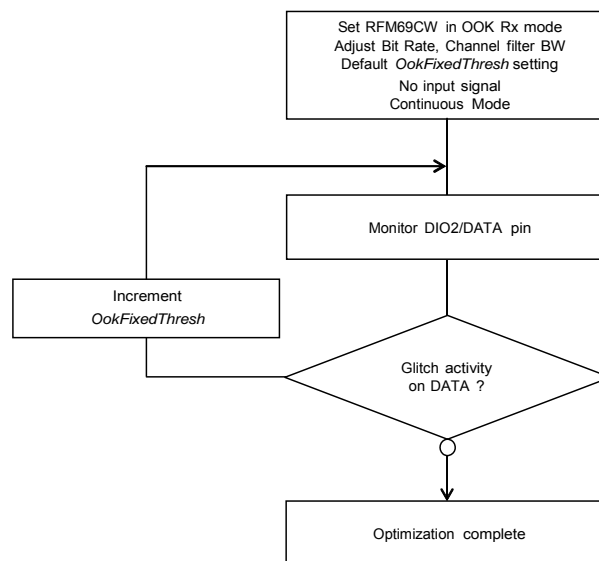 Set RFM69CW in OOK Rx mode
Adjust Bit Rate, Channel filter BW
Default OokFixedThresh setting
No input signal
Continuous Mode
Monitor DIO2/DATA pin
Increment
OokFixedThresh
Glitch activity
on DATA ?
Optimization complete